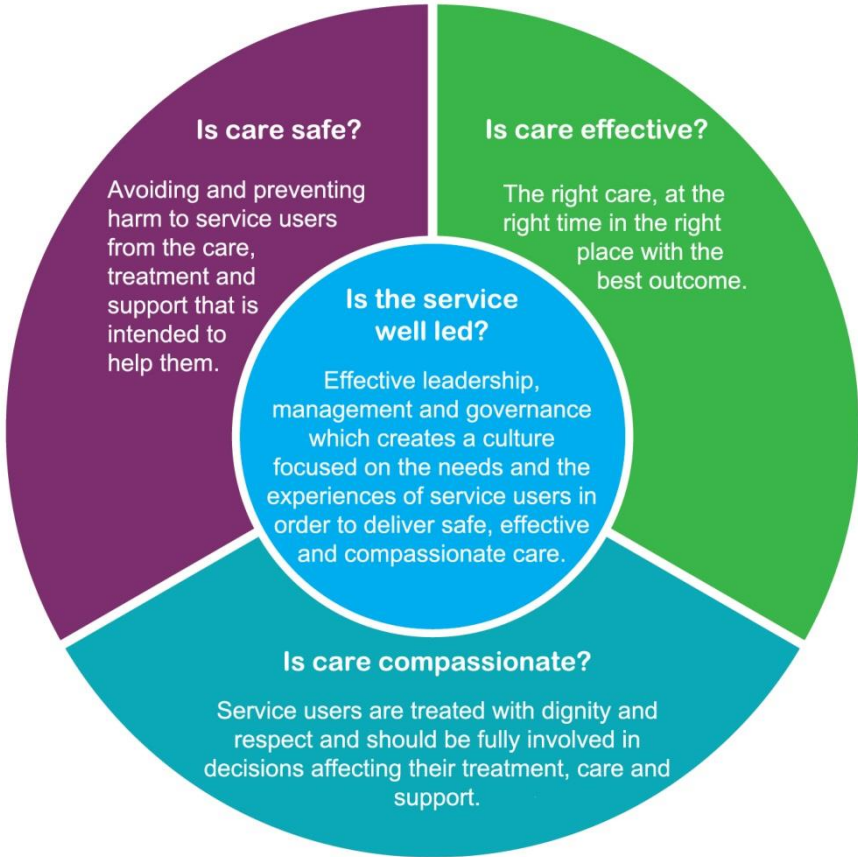 Is care safe?
Avoiding and preventing
harm to service users
from the care,
treatment and
support that is
intended to
help them.
Is care effective?
The right care, at the
right time in the right
place with the
best outcome.
Is the service
well led?
Effective leadership,
management and governance
which creates a culture
focused on the needs and the
experiences of service users in
order to deliver safe, effective
and compassionate care.
Is care compassionate?
Service users are treated with dignity and
respect and should be fully involved in
decisions affecting their treatment, care and
support.